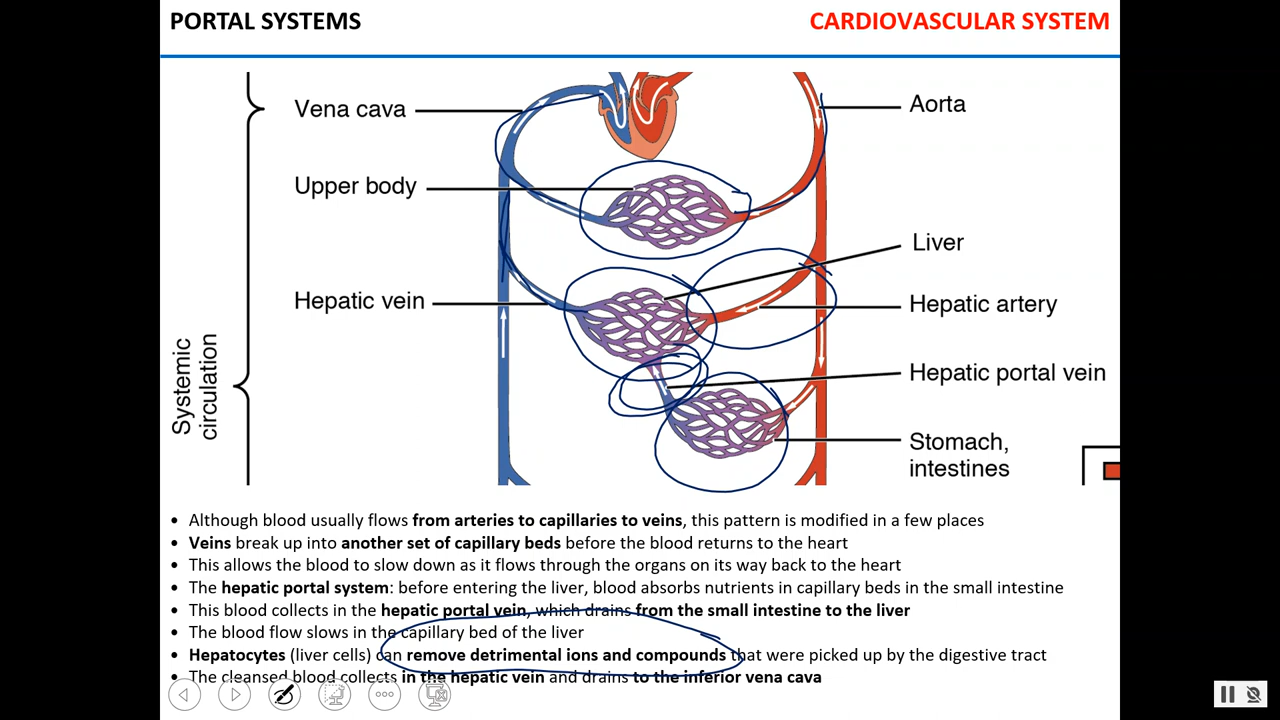 PORTAL SYSTEMS
CARDIOVASCULAR SYSTEM
Vena cava
Aorta
Upper body
Liver
Hepatic vein
Hepatic artery
Systemic
circulation
Hepatic portal vein
Stomach,
intestines
• Although blood usually flows from arteries to capillaries to veins, this pattern is modified in a few places
• Veins break up into another set of capillary beds before the blood returns to the heart
• This allows the blood to slow down as it flows through the organs on its way back to the heart
• The hepatic portal system: before entering the liver, blood absorbs nutrients in capillary beds in the small intestine
• This blood collects in the hepatic portal vein, which drains from the small intestine to the liver
• The blood flow slows in the capillary bed of the liver
• Hepatocytes (liver cells) can remove detrimental ions and compounds that were picked up by the digestive tract
• The cleansed blood collects in the hepatic vein and drains to the inferior vena cava